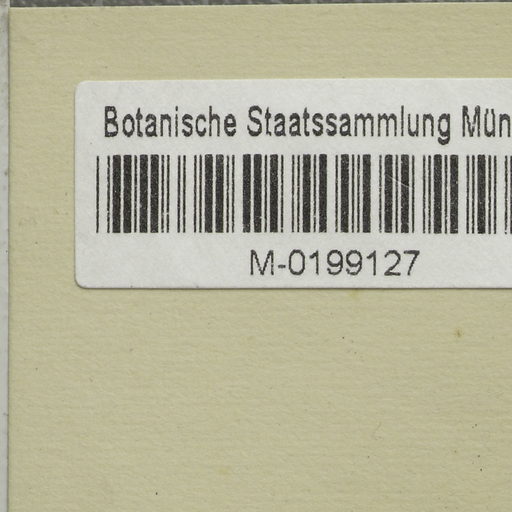 Botanische Staatssammlung Mün
M-0199127